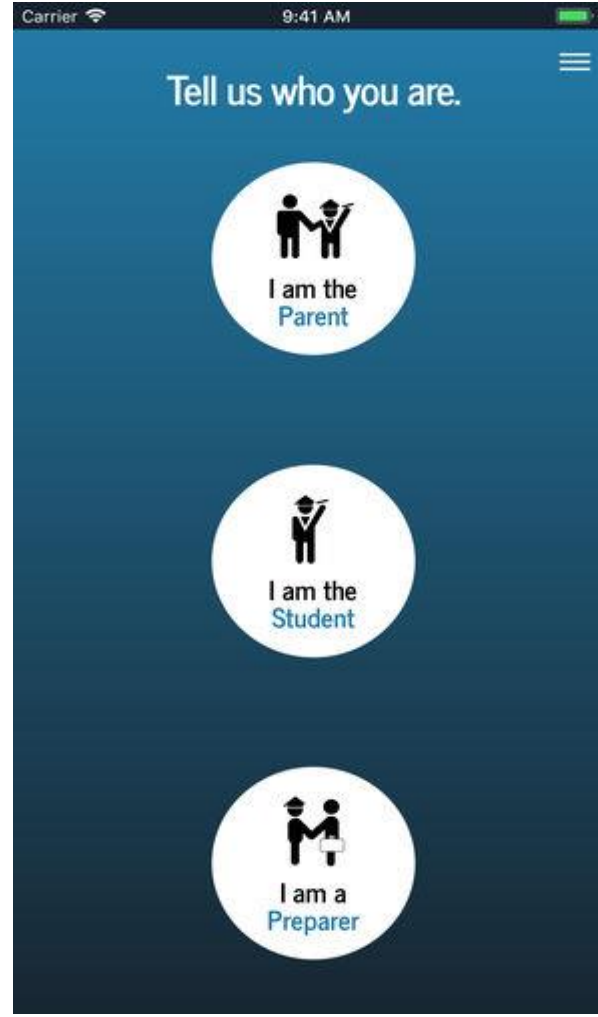 Carrier 9:41 AM
Tell us who you are.
I am the
Parent
I am the
Student
I am a
Preparer